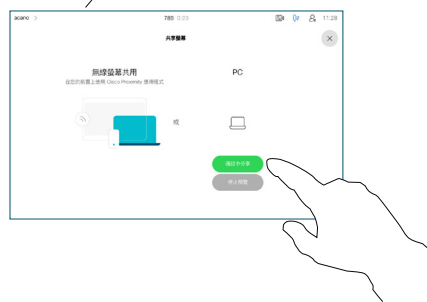 acano >
788 0:23
11:28
共享螢幕
無線螢幕共用
在您的裝置上使用 Cisco Proximity 應用程式
PC
或
通話中分享
停止預覽